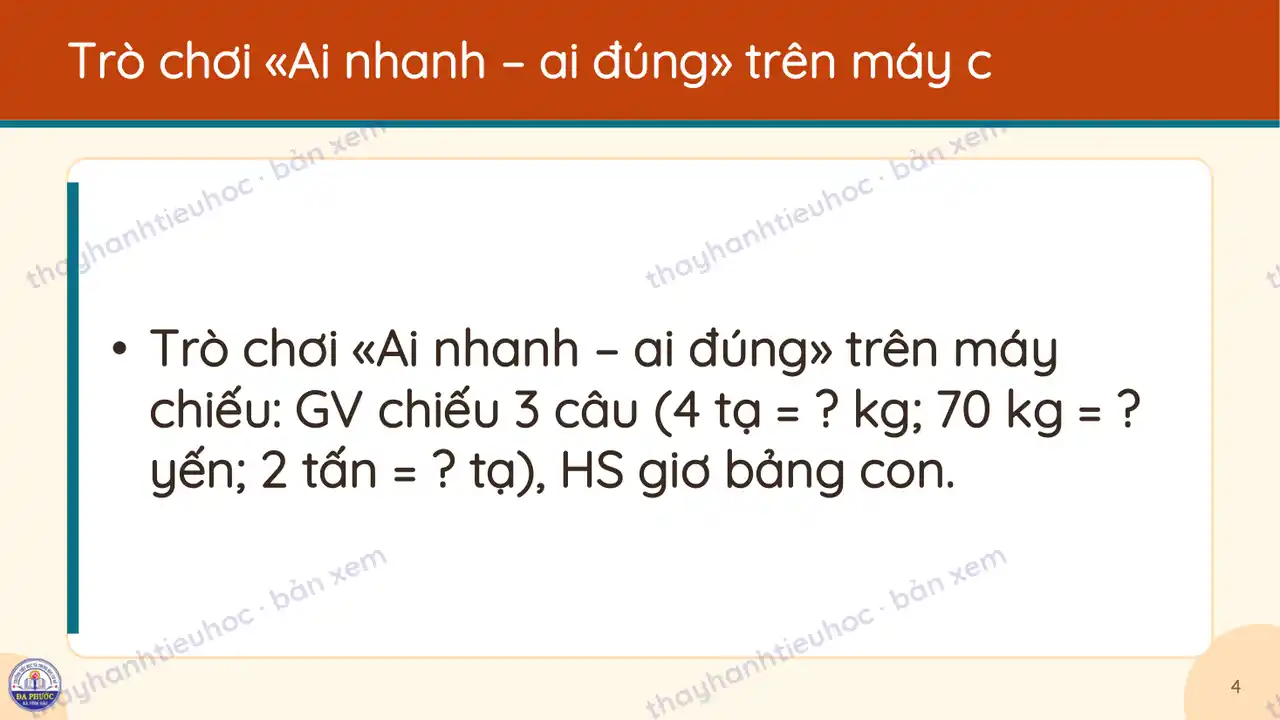 Trò chơi «Ai nhanh – ai đúng» trên máy c
thayhanhtieuhoc · bản xem
thayhanhtieuhoc · bản xem
• Trò chơi «Ai nhanh – ai đúng» trên máy
chiếu: GV chiếu 3 câu (4 tạ = ? kg; 70 kg = ?
yến; 2 tấn = ? tạ), HS giơ bảng con.
thayhanhtieuhoc · bản xem
thayhanhtieuhoc · bản xem
ĐA PHƯỚC
4